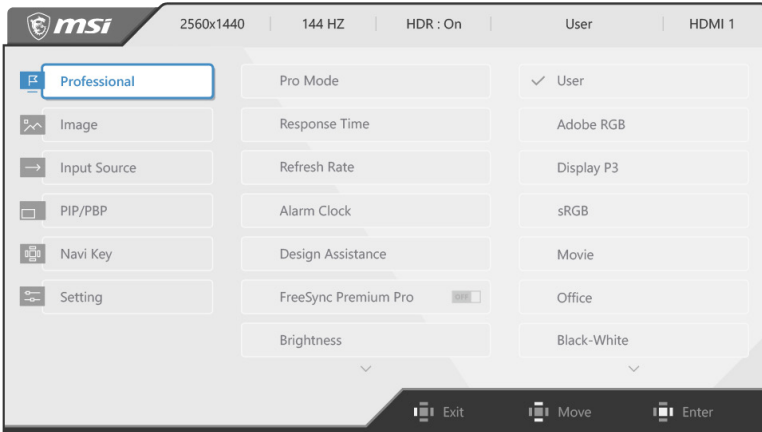 msi
2560x1440 144 HZ HDR : On User HDMI 1
Professional Pro Mode User
Image Response Time Adobe RGB
Input Source Refresh Rate Display P3
PIP/PBP Alarm Clock sRGB
Navi Key Design Assistance Movie
Setting FreeSync Premium Pro OFF Office
Brightness Black-White
Exit Move Enter